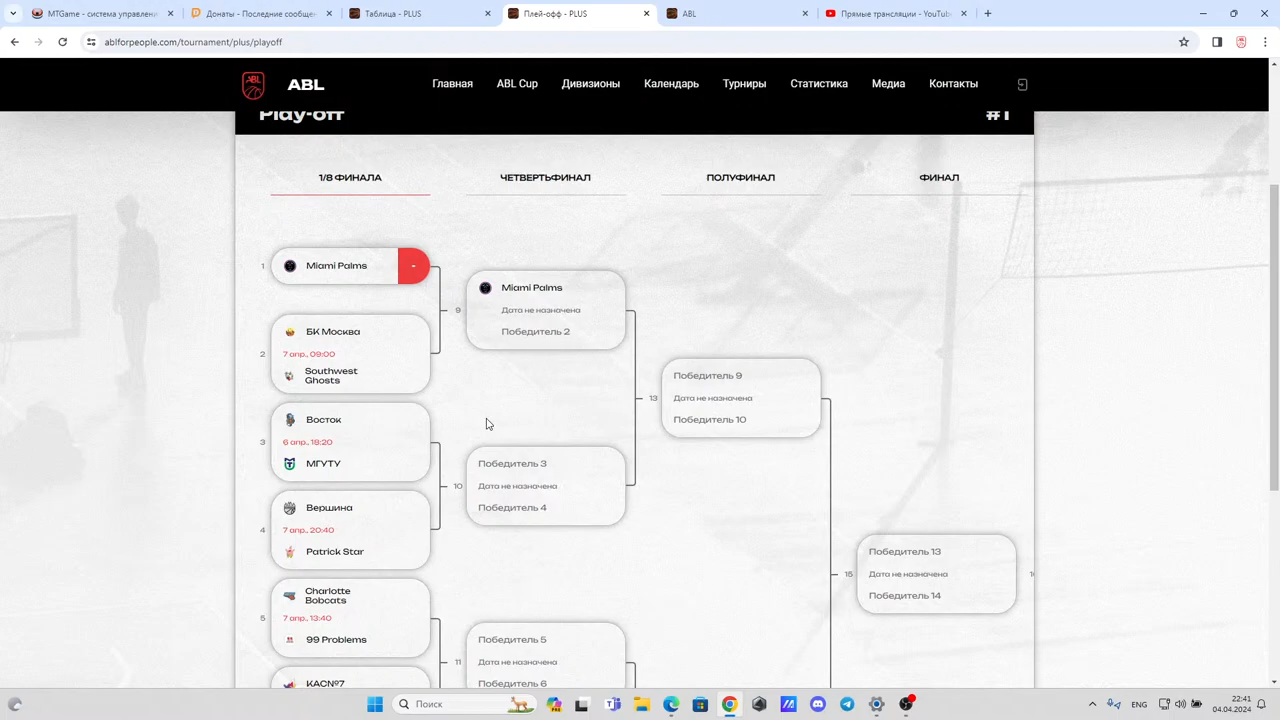 MTGame - система управлени
Донаты - Последние сообщен
Таблица - PLUS
Плей-офф - PLUS
ABL
Прямые трансляции - YouTub
ablforpeople.com/tournament/plus/playoff
ABL
ABL
Главная
ABL Cup
Дивизионы
Календарь
Турниры
Статистика
Медиа
Контакты
Play-off
#1
1/8 ФИНАЛА
ЧЕТВЕРТЬФИНАЛ
ПОЛУФИНАЛ
ФИНАЛ
1
Miami Palms
-
2
БК Москва
7 апр., 09:00
Southwest
Ghosts
3
Восток
6 апр., 18:20
МГУТУ
4
Вершина
7 апр., 20:40
Patrick Star
5
Charlotte
Bobcats
7 апр., 13:40
99 Problems
КАС№7
9
Miami Palms
Дата не назначена
Победитель 2
10
Победитель 3
Дата не назначена
Победитель 4
11
Победитель 5
Дата не назначена
Победитель 6
13
Победитель 9
Дата не назначена
Победитель 10
15
Победитель 13
Дата не назначена
Победитель 14
Поиск
ENG
22:41
04.04.2024